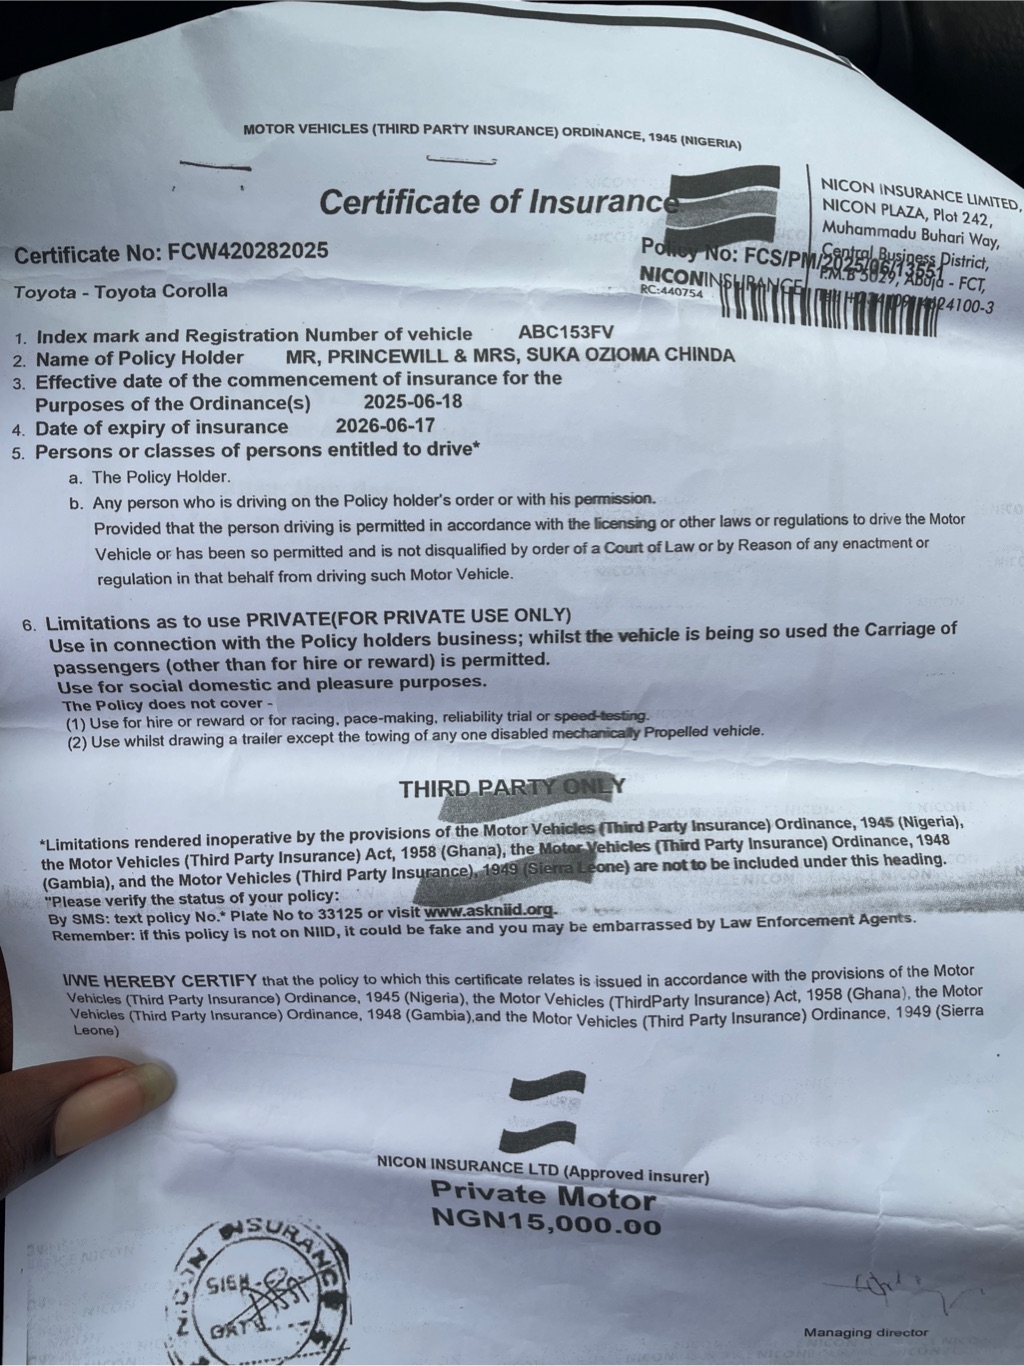 MOTOR VEHICLES (THIRD PARTY INSURANCE) ORDINANCE, 1945 (NIGERIA)
Certificate of Insurance
NICON INSURANCE LIMITED,
NICON PLAZA, Plot 242,
Muhammadu Buhari Way,
Central Business District,
P.M.B 5029, Abuja - FCT,
24100-3
Certificate No: FCW420282025
Policy No: FCS/PM/2025/06/13551
NICON INSURANCE
RC:440754
Toyota - Toyota Corolla
1. Index mark and Registration Number of vehicle ABC153FV
2. Name of Policy Holder MR, PRINCEWILL & MRS, SUKA OZIOMA CHINDA
3. Effective date of the commencement of insurance for the
Purposes of the Ordinance(s) 2025-06-18
4. Date of expiry of insurance 2026-06-17
5. Persons or classes of persons entitled to drive*
a. The Policy Holder.
b. Any person who is driving on the Policy holder's order or with his permission.
Provided that the person driving is permitted in accordance with the licensing or other laws or regulations to drive the Motor
Vehicle or has been so permitted and is not disqualified by order of a Court of Law or by Reason of any enactment or
regulation in that behalf from driving such Motor Vehicle.
6. Limitations as to use PRIVATE(FOR PRIVATE USE ONLY)
Use in connection with the Policy holders business; whilst the vehicle is being so used the Carriage of
passengers (other than for hire or reward) is permitted.
Use for social domestic and pleasure purposes.
The Policy does not cover -
(1) Use for hire or reward or for racing, pace-making, reliability trial or speed-testing.
(2) Use whilst drawing a trailer except the towing of any one disabled mechanically Propelled vehicle.
THIRD PARTY ONLY
*Limitations rendered inoperative by the provisions of the Motor Vehicles (Third Party Insurance) Ordinance, 1945 (Nigeria),
the Motor Vehicles (Third Party Insurance) Act, 1958 (Ghana), the Motor Vehicles (Third Party Insurance) Ordinance, 1948
(Gambia), and the Motor Vehicles (Third Party Insurance), 1949 (Sierra Leone) are not to be included under this heading.
"Please verify the status of your policy:
By SMS: text policy No.* Plate No to 33125 or visit www.askniid.org.
Remember: if this policy is not on NIID, it could be fake and you may be embarrassed by Law Enforcement Agents.
I/WE HEREBY CERTIFY that the policy to which this certificate relates is issued in accordance with the provisions of the Motor
Vehicles (Third Party Insurance) Ordinance, 1945 (Nigeria), the Motor Vehicles (ThirdParty Insurance) Act, 1958 (Ghana), the Motor
Vehicles (Third Party Insurance) Ordinance, 1948 (Gambia),and the Motor Vehicles (Third Party Insurance) Ordinance, 1949 (Sierra
Leone)
NICON INSURANCE LTD (Approved insurer)
Private Motor
NGN15,000.00
NICON INSURANCE
SIGN
DATE
Managing director